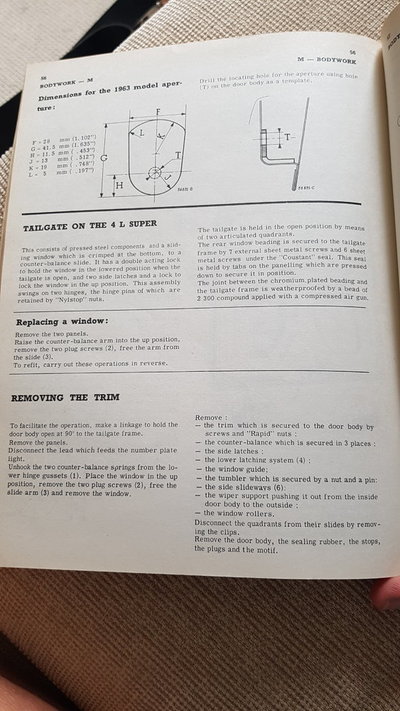 56
56
BODYWORK — M
M — BODYWORK
Dimensions for the 1963 model aper-
ture :
F = 28 mm (1.102")
G = 41.5 mm (1.635")
H = 11.5 mm ( .453")
J = 13 mm ( .512")
K = 19 mm ( .768")
L = 5 mm ( .197")
F
L
K
T
G
J
H
Drill the locating hole for the aperture using hole
(T) on the door body as a template.
T
TAILGATE ON THE 4 L SUPER
This consists of pressed steel components and a slid-
ing window which is crimped at the bottom, to a
counter-balance slide. It has a double acting lock
to hold the window in the lowered position when the
tailgate is open, and two side latches and a lock to
lock the window in the up position. This assembly
swings on two hinges, the hinge pins of which are
retained by "Nylstop" nuts.
The tailgate is held in the open position by means
of two articulated quadrants.
The rear window beading is secured to the tailgate
frame by 7 external sheet metal screws and 6 sheet
metal screws under the "Coustant" seal. This seal
is held by tabs on the panelling which are pressed
down to secure it in position.
The joint between the chromium plated beading and
the tailgate frame is weatherproofed by a bead of
2 300 compound applied with a compressed air gun.
Replacing a window :
Remove the two panels.
Raise the counterbalance arm into the up position,
remove the two plug screws (2), free the arm from
the slide (3).
To refit, carry out these operations in reverse.
REMOVING THE TRIM
To facilitate the operation, make a linkage to hold the
door body open at 90° to the tailgate frame.
Remove the panels.
Disconnect the lead which feeds the number plate
light.
Unhook the two counter-balance springs from the lo-
wer hinge gussets (1). Place the window in the up
position, remove the two plug screws (2), free the
slide arm (3) and remove the window.
Remove :
— the trim which is secured to the door body by
screws and "Rapid" nuts ;
— the counter-balance which is secured in 3 places ;
— the side latches ;
— the lower latching system (4) ;
— the window guide;
— the tumbler which is secured by a nut and a pin:
— the side slideways (6)
— the wiper support pushing it out from the inside
door body to the outside ;
— the window rollers.
Disconnect the quadrants from their slides by remov-
ing the clips.
Remove the door body, the sealing rubber, the stops,
the plugs and the motif.